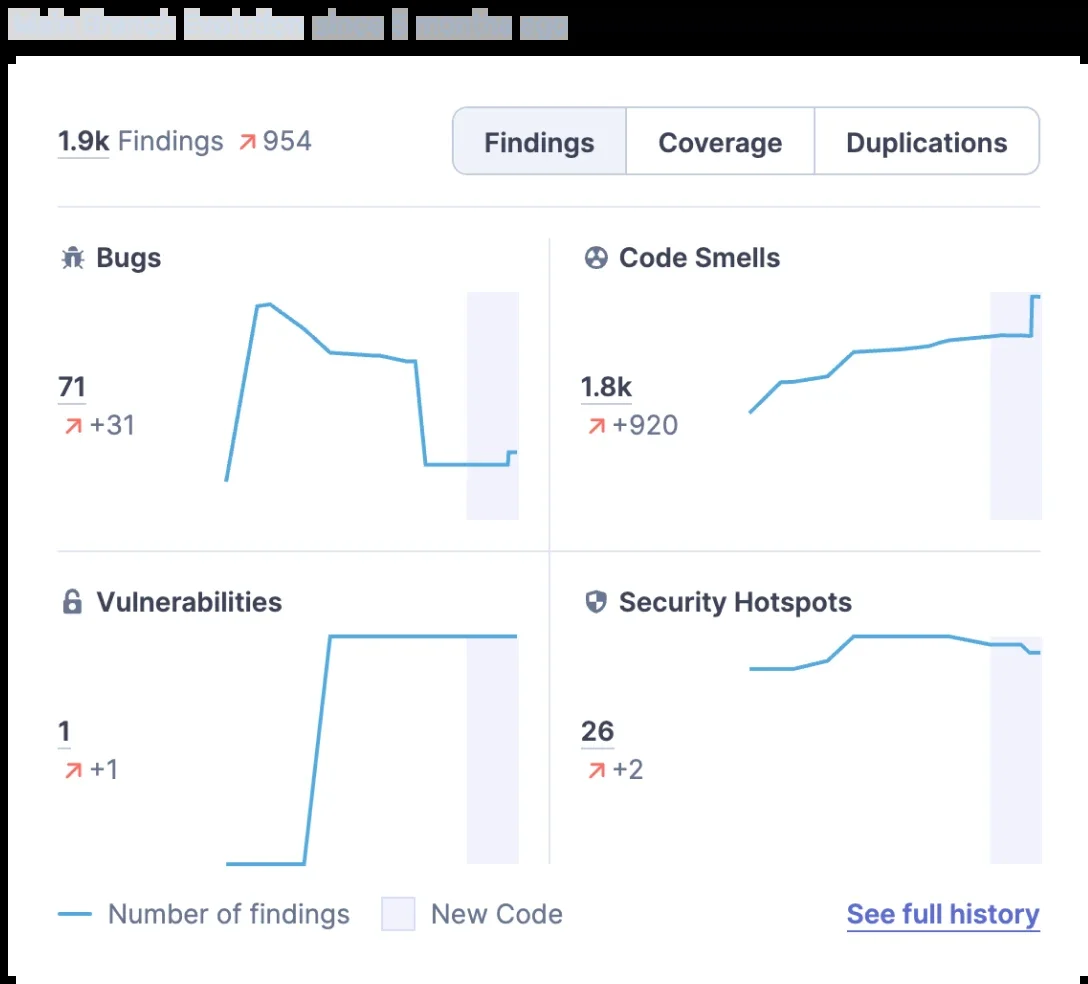 1.9k Findings 954
Findings Coverage Duplications
Bugs
71
+31
Code Smells
1.8k
+920
Vulnerabilities
1
+1
Security Hotspots
26
+2
Number of findings New Code See full history